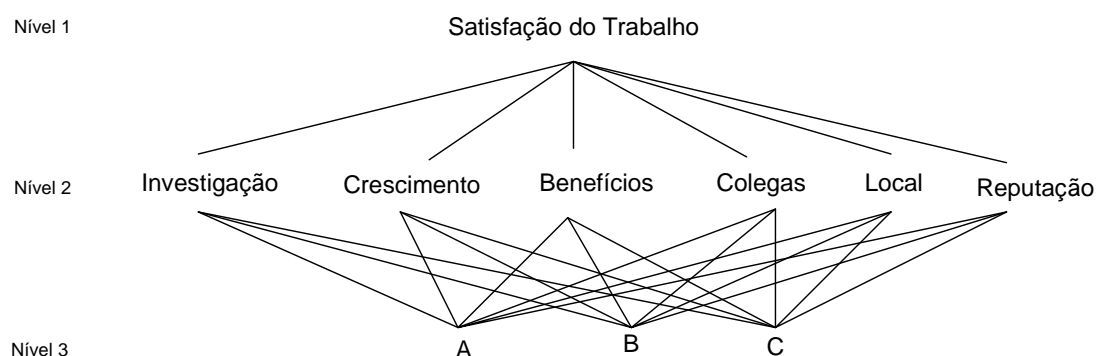 Nível 1
Satisfação do Trabalho
Nível 2
Investigação
Crescimento
Benefícios
Colegas
Local
Reputação
Nível 3
A
B
C